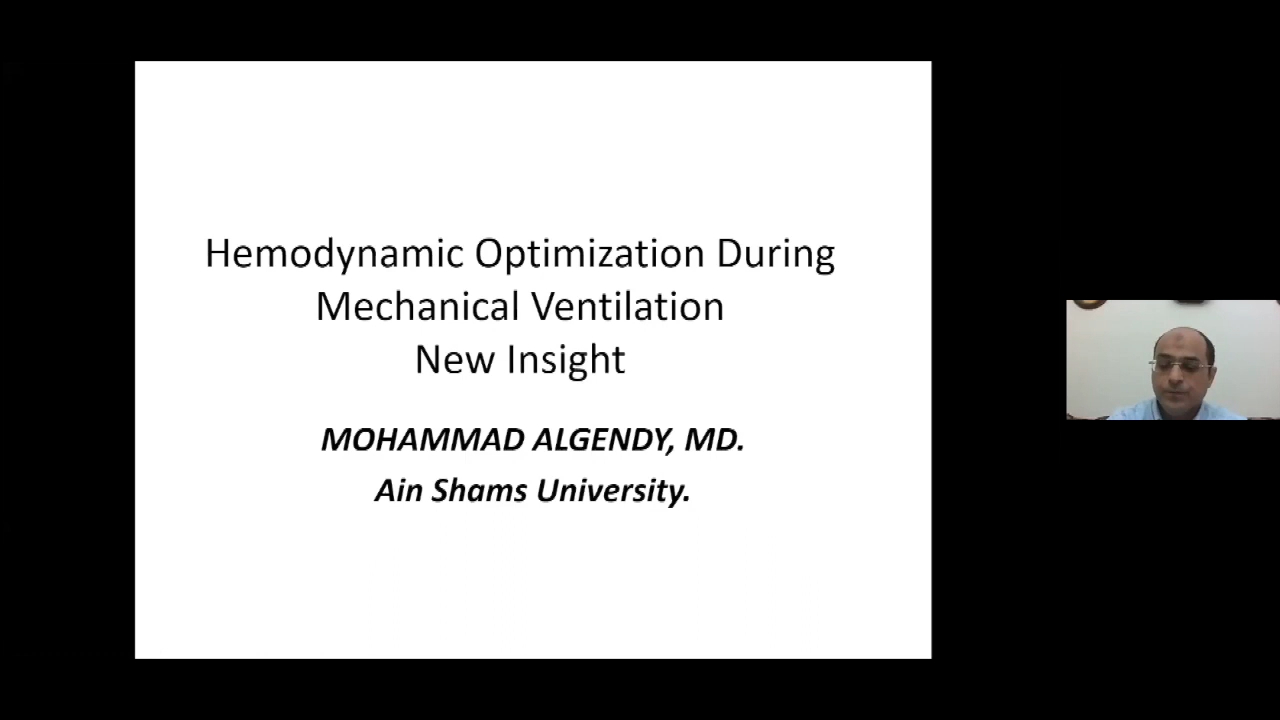 Hemodynamic Optimization During
Mechanical Ventilation
New Insight
MOHAMMAD ALGENDY, MD.
Ain Shams University.